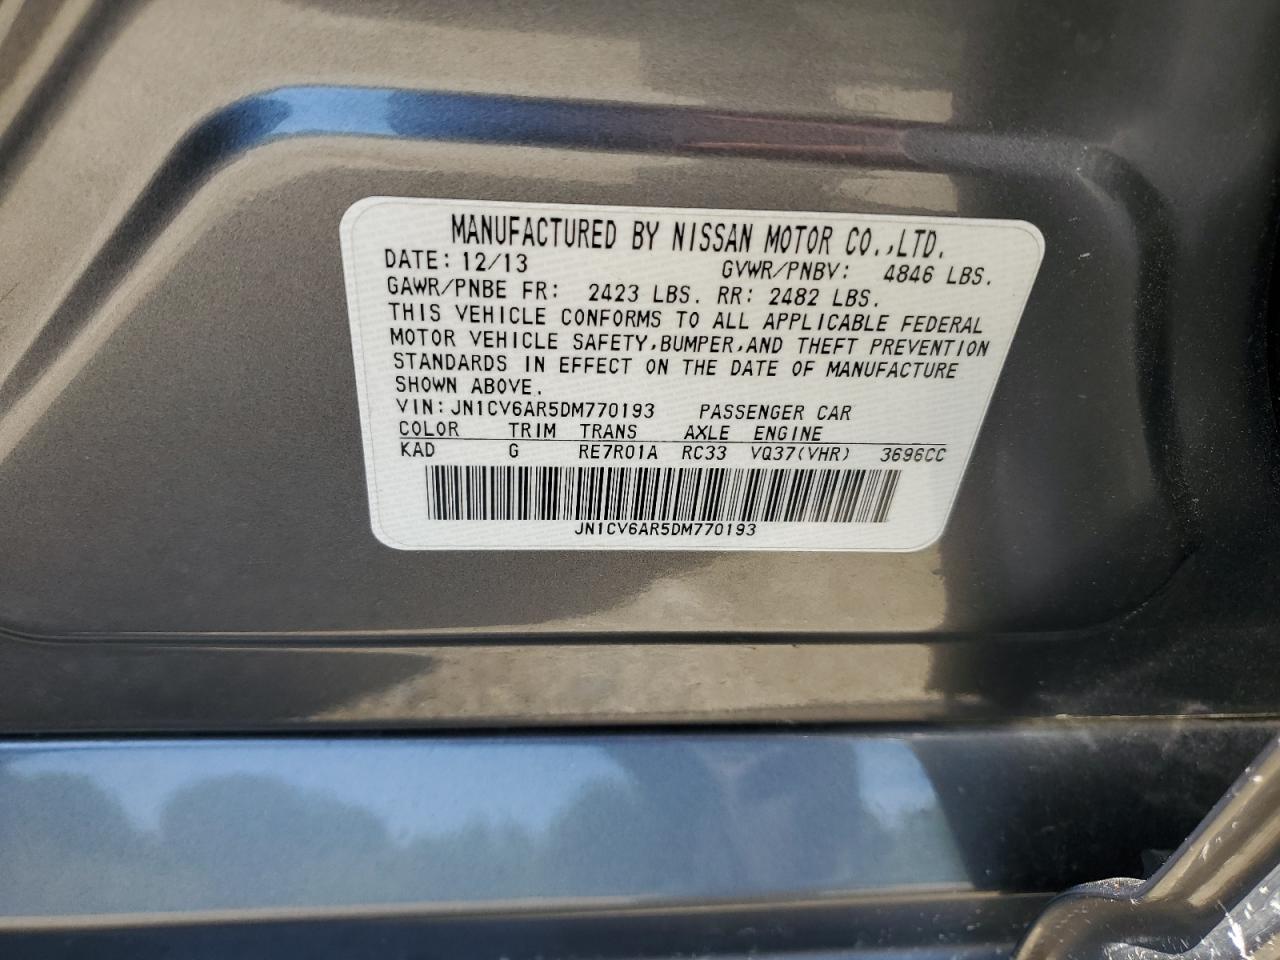 MANUFACTURED BY NISSAN MOTOR CO.,LTD.
DATE: 12/13 GVWR/PNBV: 4846 LBS.
GAWR/PNBE FR: 2423 LBS. RR: 2482 LBS.
THIS VEHICLE CONFORMS TO ALL APPLICABLE FEDERAL
MOTOR VEHICLE SAFETY,BUMPER,AND THEFT PREVENTION
STANDARDS IN EFFECT ON THE DATE OF MANUFACTURE
SHOWN ABOVE.
VIN:JN1CV6AR5DM770193 PASSENGER CAR
COLOR TRIM TRANS AXLE ENGINE
KAD G RE7R01A RC33 VQ37(VHR) 3696CC
JN1CV6AR5DM770193